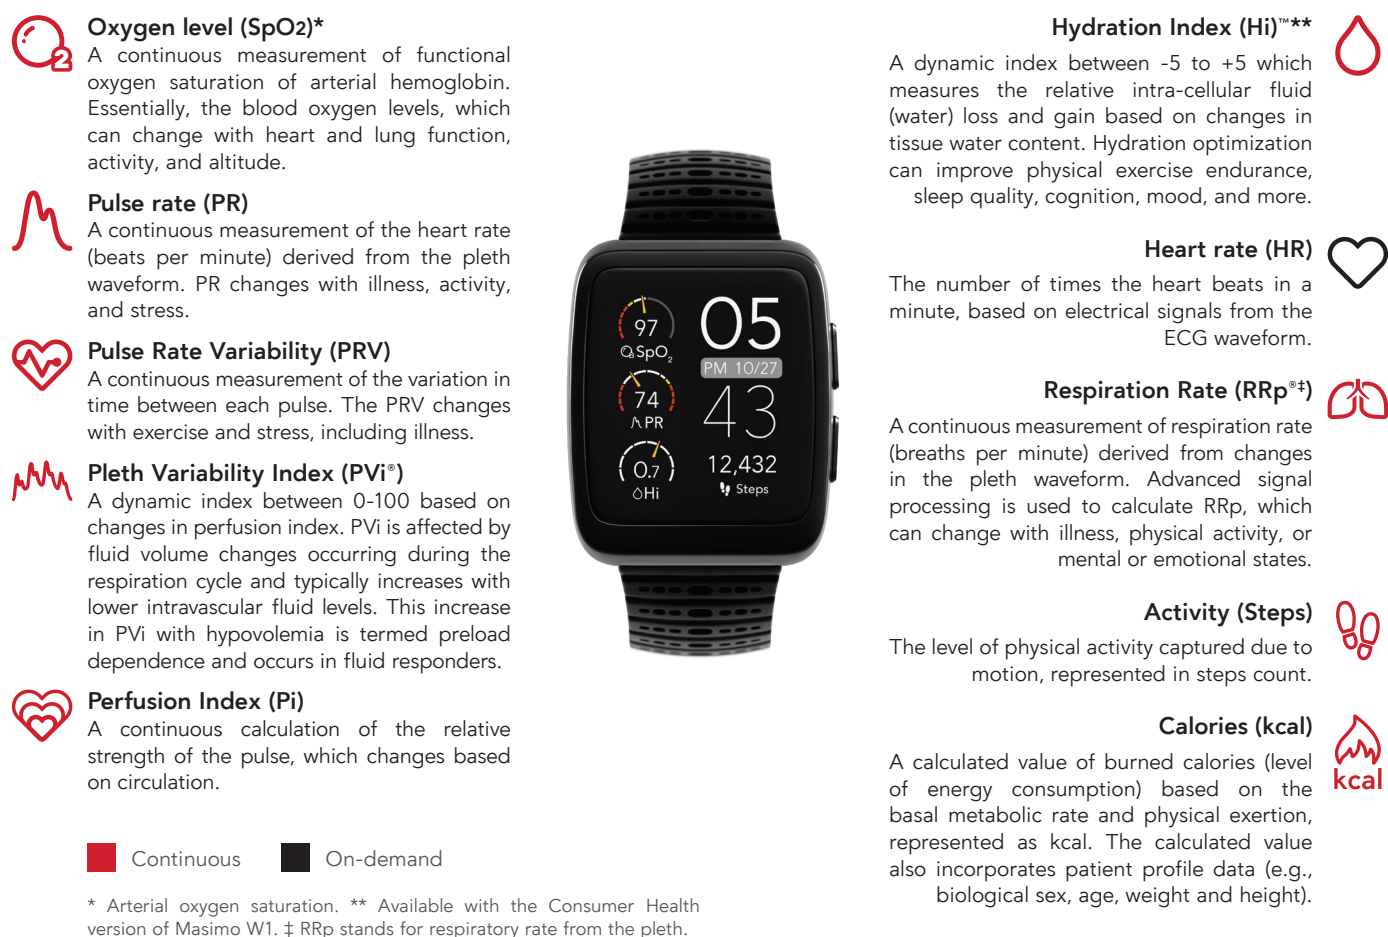 Oxygen level (SpO2)*
A continuous measurement of functional
oxygen saturation of arterial hemoglobin.
Essentially, the blood oxygen levels, which
can change with heart and lung function,
activity, and altitude.
Pulse rate (PR)
A continuous measurement of the heart rate
(beats per minute) derived from the pleth
waveform. PR changes with illness, activity,
and stress.
Pulse Rate Variability (PRV)
A continuous measurement of the variation in
time between each pulse. The PRV changes
with exercise and stress, including illness.
Pleth Variability Index (PVi®)
A dynamic index between 0-100 based on
changes in perfusion index. PVi is affected by
fluid volume changes occurring during the
respiration cycle and typically increases with
lower intravascular fluid levels. This increase
in PVi with hypovolemia is termed preload
dependence and occurs in fluid responders.
Perfusion Index (Pi)
A continuous calculation of the relative
strength of the pulse, which changes based
on circulation.
Continuous
On-demand
* Arterial oxygen saturation. ** Available with the Consumer Health
version of Masimo W1. ‡ RRp stands for respiratory rate from the pleth.
2
97
SpO₂
74
PR
0.7
Hi
05
PM 10/27
43
12,432
Steps
Hydration Index (Hi)™**
A dynamic index between -5 to +5 which
measures the relative intra-cellular fluid
(water) loss and gain based on changes in
tissue water content. Hydration optimization
can improve physical exercise endurance,
sleep quality, cognition, mood, and more.
Heart rate (HR)
The number of times the heart beats in a
minute, based on electrical signals from the
ECG waveform.
Respiration Rate (RRp®‡)
A continuous measurement of respiration rate
(breaths per minute) derived from changes
in the pleth waveform. Advanced signal
processing is used to calculate RRp, which
can change with illness, physical activity, or
mental or emotional states.
Activity (Steps)
The level of physical activity captured due to
motion, represented in steps count.
Calories (kcal)
A calculated value of burned calories (level
of energy consumption) based on the
basal metabolic rate and physical exertion,
represented as kcal. The calculated value
also incorporates patient profile data (e.g.,
biological sex, age, weight and height).
kcal